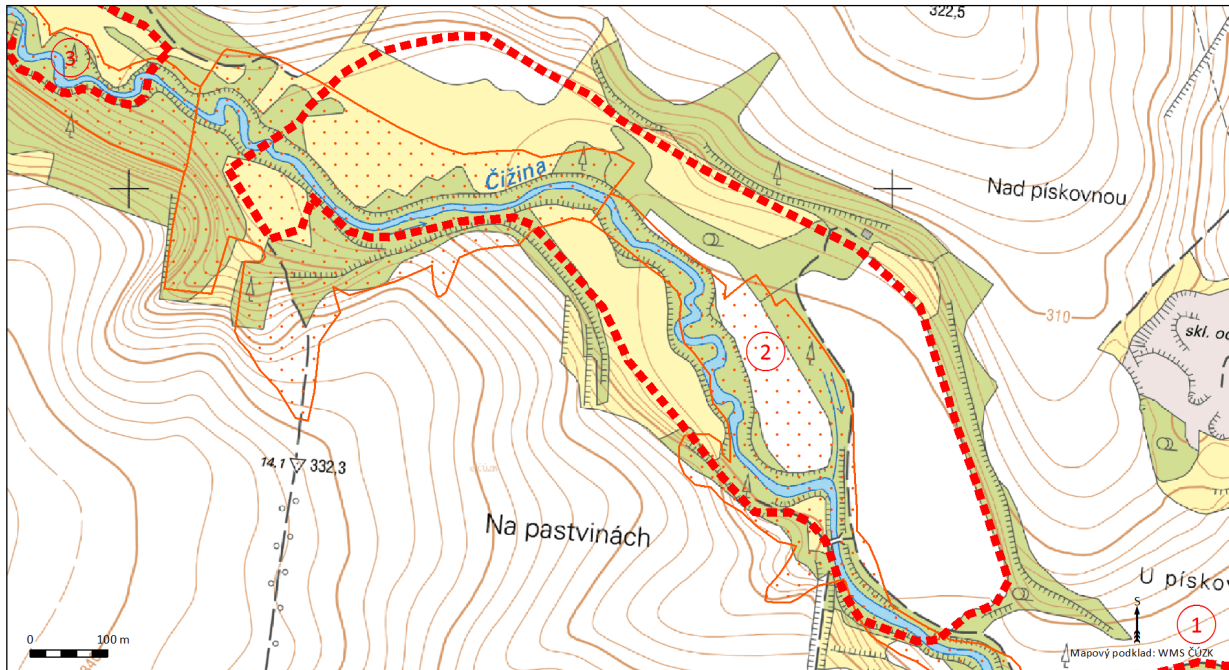 322,5
3
Čižina
Nad pískovnou
310
skl. od
2
14.1 332,3
Na pastvinách
U pískov
S
1
0 100 m
Mapový podklad: WMS ČÚZK